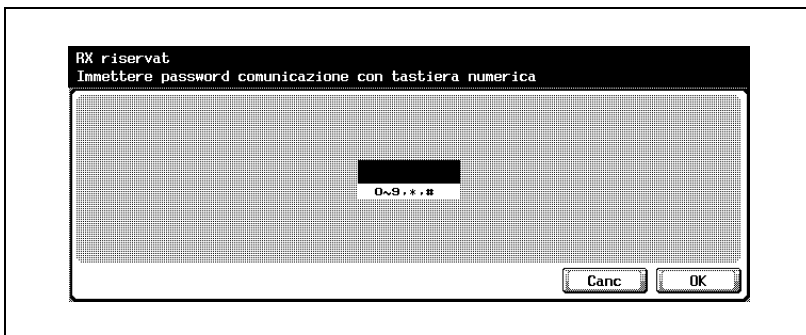 RX riservat
Immettere password comunicazione con tastiera numerica
0~9,*,#
Canc OK